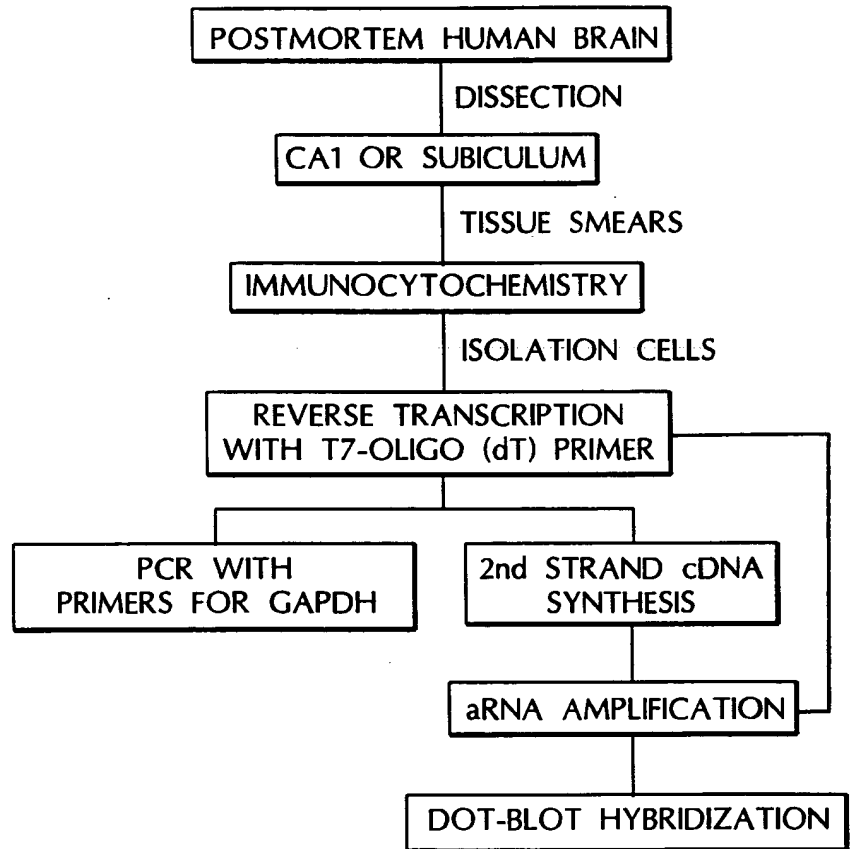 POSTMORTEM HUMAN BRAIN
DISSECTION
CA1 OR SUBICULUM
TISSUE SMEARS
IMMUNOCYTOCHEMISTRY
ISOLATION CELLS
REVERSE TRANSCRIPTION
WITH T7-OLIGO (dT) PRIMER
PCR WITH
PRIMERS FOR GAPDH
2nd STRAND cDNA
SYNTHESIS
aRNA AMPLIFICATION
DOT-BLOT HYBRIDIZATION